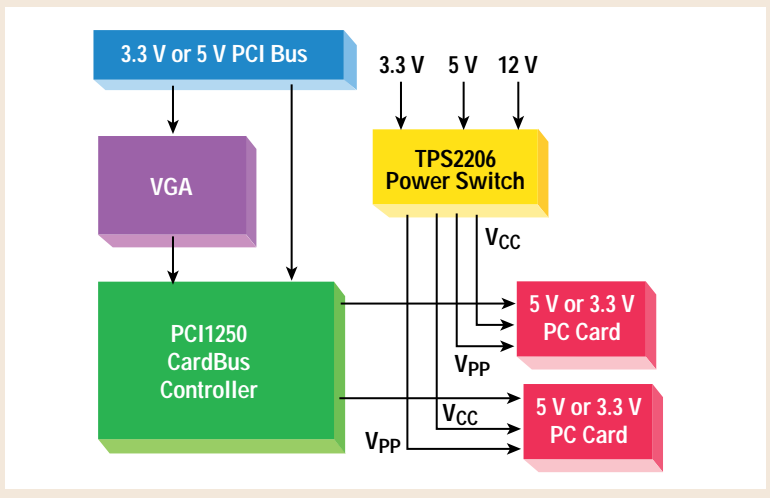 3.3 V or 5 V PCI Bus
3.3 V
5 V
12 V
VGA
TPS2206
Power Switch
VCC
PCI1250
CardBus
Controller
5 V or 3.3 V
PC Card
VPP
VCC
VPP
5 V or 3.3 V
PC Card